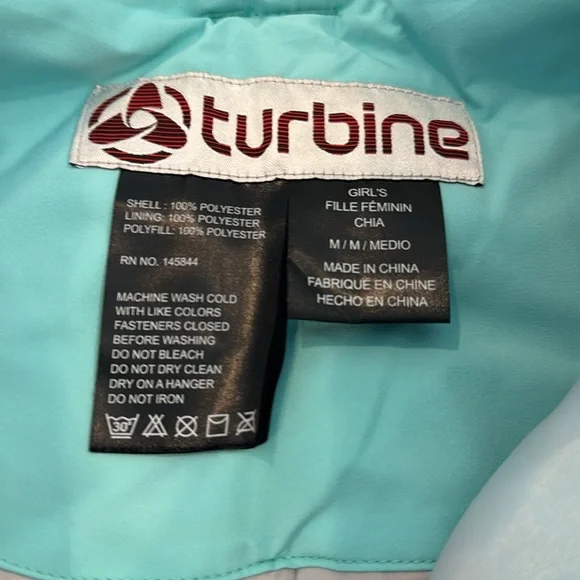 turbine
SHELL : 100% POLYESTER
LINING: 100% POLYESTER
POLYFILL: 100% POLYESTER
RN NO. 145844
MACHINE WASH COLD
WITH LIKE COLORS
FASTENERS CLOSED
BEFORE WASHING
DO NOT BLEACH
DO NOT DRY CLEAN
DRY ON A HANGER
DO NOT IRON
30°
GIRL'S
FILLE FÉMININ
CHIA
M / M / MEDIO
MADE IN CHINA
FABRIQUÉ EN CHINE
HECHO EN CHINA